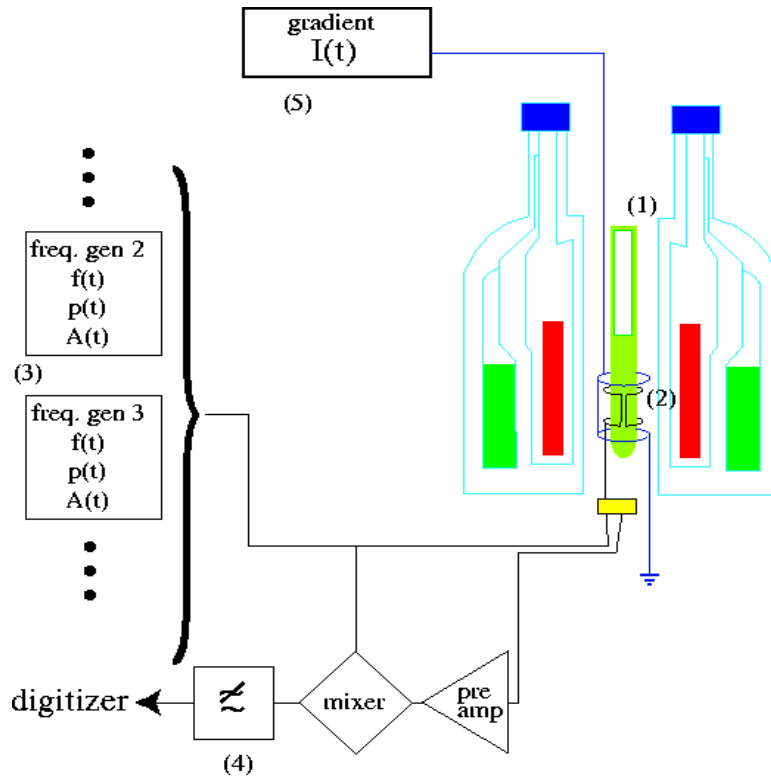 gradient
I(t)
(5)
(1)
freq. gen 2
f(t)
p(t)
A(t)
(3)
(2)
freq. gen 3
f(t)
p(t)
A(t)
digitizer
mixer
pre
amp
(4)